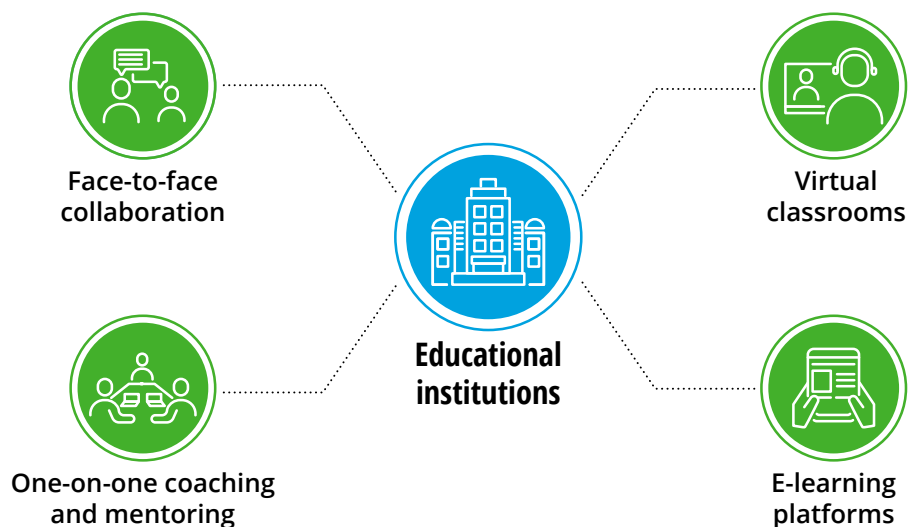 Face-to-face
collaboration
Virtual
classrooms
Educational
institutions
One-on-one coaching
and mentoring
E-learning
platforms